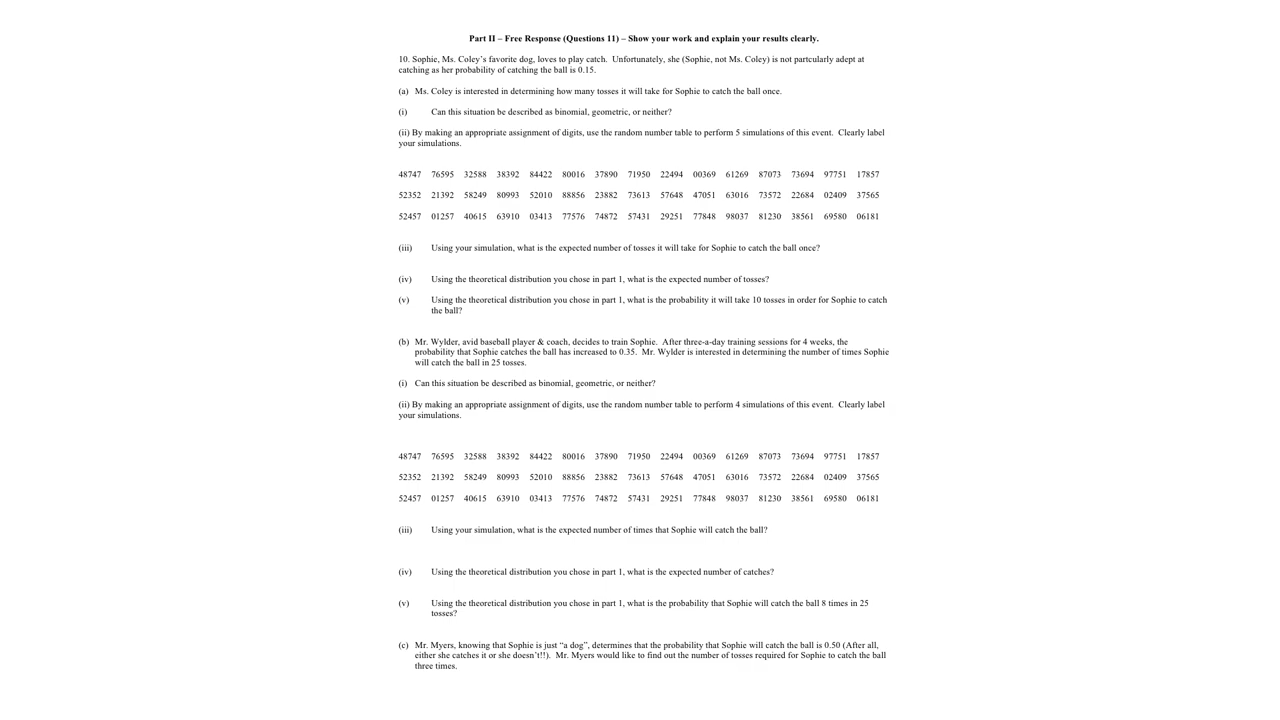 Part II – Free Response (Questions 11) – Show your work and explain your results clearly.
10. Sophie, Ms. Coley’s favorite dog, loves to play catch. Unfortunately, she (Sophie, not Ms. Coley) is not partcularly adept at
catching as her probability of catching the ball is 0.15.
(a) Ms. Coley is interested in determining how many tosses it will take for Sophie to catch the ball once.
(i) Can this situation be described as binomial, geometric, or neither?
(ii) By making an appropriate assignment of digits, use the random number table to perform 5 simulations of this event. Clearly label
your simulations.
48747 76595 32588 38392 84422 80016 37890 71950 22494 00369 61269 87073 73694 97751 17857
52352 21392 58249 80993 52010 88856 23882 73613 57648 47051 63016 73572 22684 02409 37565
52457 01257 40615 63910 03413 77576 74872 57431 29251 77848 98037 81230 38561 69580 06181
(iii) Using your simulation, what is the expected number of tosses it will take for Sophie to catch the ball once?
(iv) Using the theoretical distribution you chose in part 1, what is the expected number of tosses?
(v) Using the theoretical distribution you chose in part 1, what is the probability it will take 10 tosses in order for Sophie to catch
the ball?
(b) Mr. Wylder, avid baseball player & coach, decides to train Sophie. After three-a-day training sessions for 4 weeks, the
probability that Sophie catches the ball has increased to 0.35. Mr. Wylder is interested in determining the number of times Sophie
will catch the ball in 25 tosses.
(i) Can this situation be described as binomial, geometric, or neither?
(ii) By making an appropriate assignment of digits, use the random number table to perform 4 simulations of this event. Clearly label
your simulations.
48747 76595 32588 38392 84422 80016 37890 71950 22494 00369 61269 87073 73694 97751 17857
52352 21392 58249 80993 52010 88856 23882 73613 57648 47051 63016 73572 22684 02409 37565
52457 01257 40615 63910 03413 77576 74872 57431 29251 77848 98037 81230 38561 69580 06181
(iii) Using your simulation, what is the expected number of times that Sophie will catch the ball?
(iv) Using the theoretical distribution you chose in part 1, what is the expected number of catches?
(v) Using the theoretical distribution you chose in part 1, what is the probability that Sophie will catch the ball 8 times in 25
tosses?
(c) Mr. Myers, knowing that Sophie is just “a dog”, determines that the probability that Sophie will catch the ball is 0.50 (After all,
either she catches it or she doesn’t!!). Mr. Myers would like to find out the number of tosses required for Sophie to catch the ball
three times.